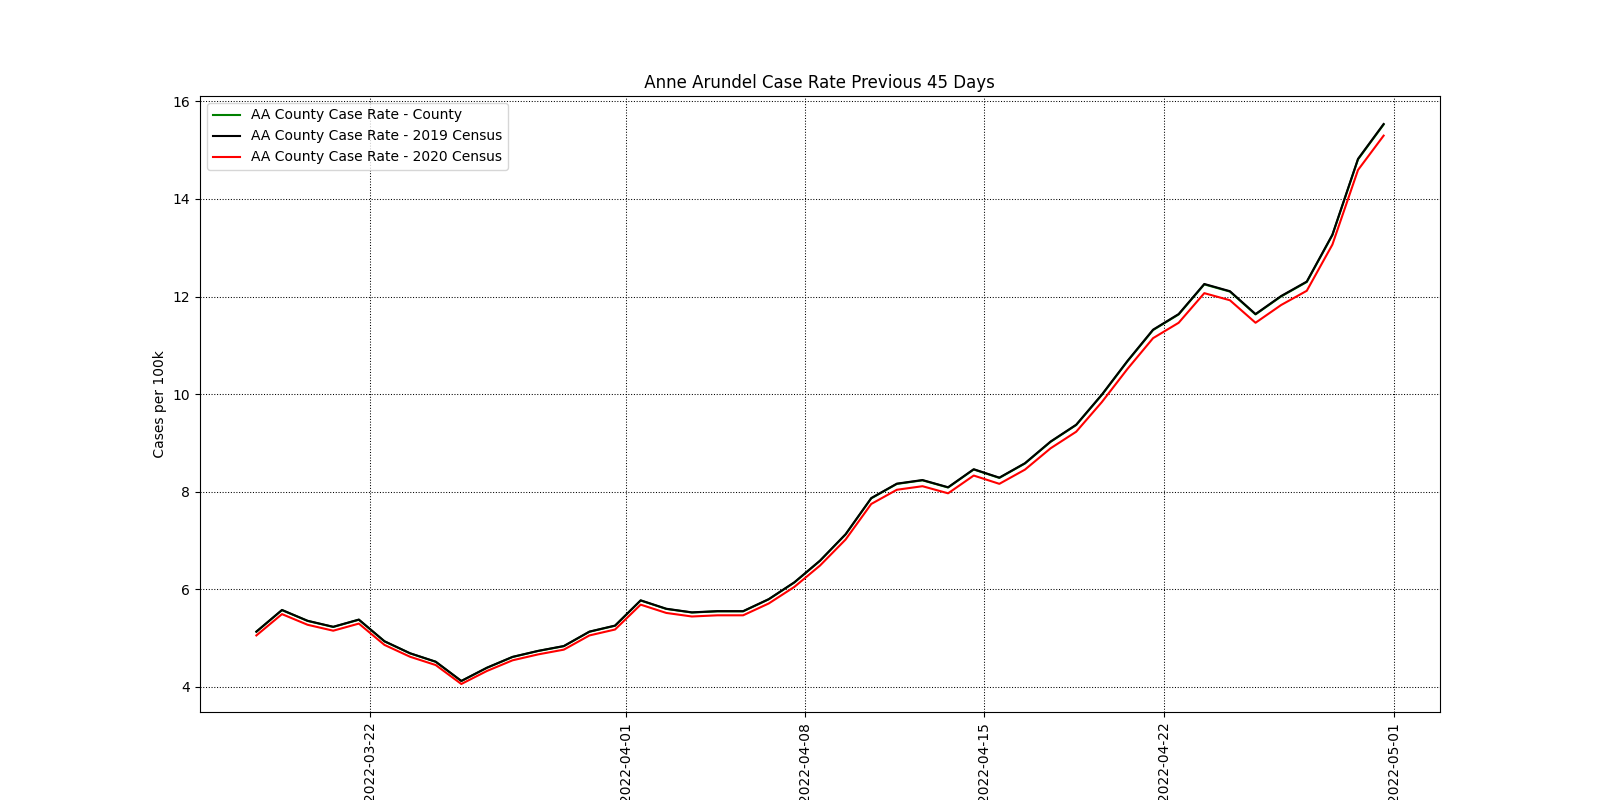 Anne Arundel Case Rate Previous 45 Days
AA County Case Rate - County
AA County Case Rate - 2019 Census
AA County Case Rate - 2020 Census
Cases per 100k
16
14
12
10
8
6
4
2022-03-22
2022-04-01
2022-04-08
2022-04-15
2022-04-22
2022-05-01